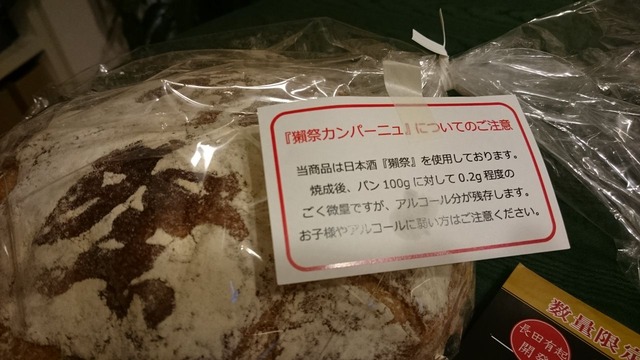 『獺祭カンパーニュ』についてのご注意
当商品は日本酒『獺祭』を使用しております。
焼成後、パン100gに対して0.2g程度の
ごく微量ですが、アルコール分が残存します。
お子様やアルコールに弱い方はご注意ください。
数量限定
長田有起
開